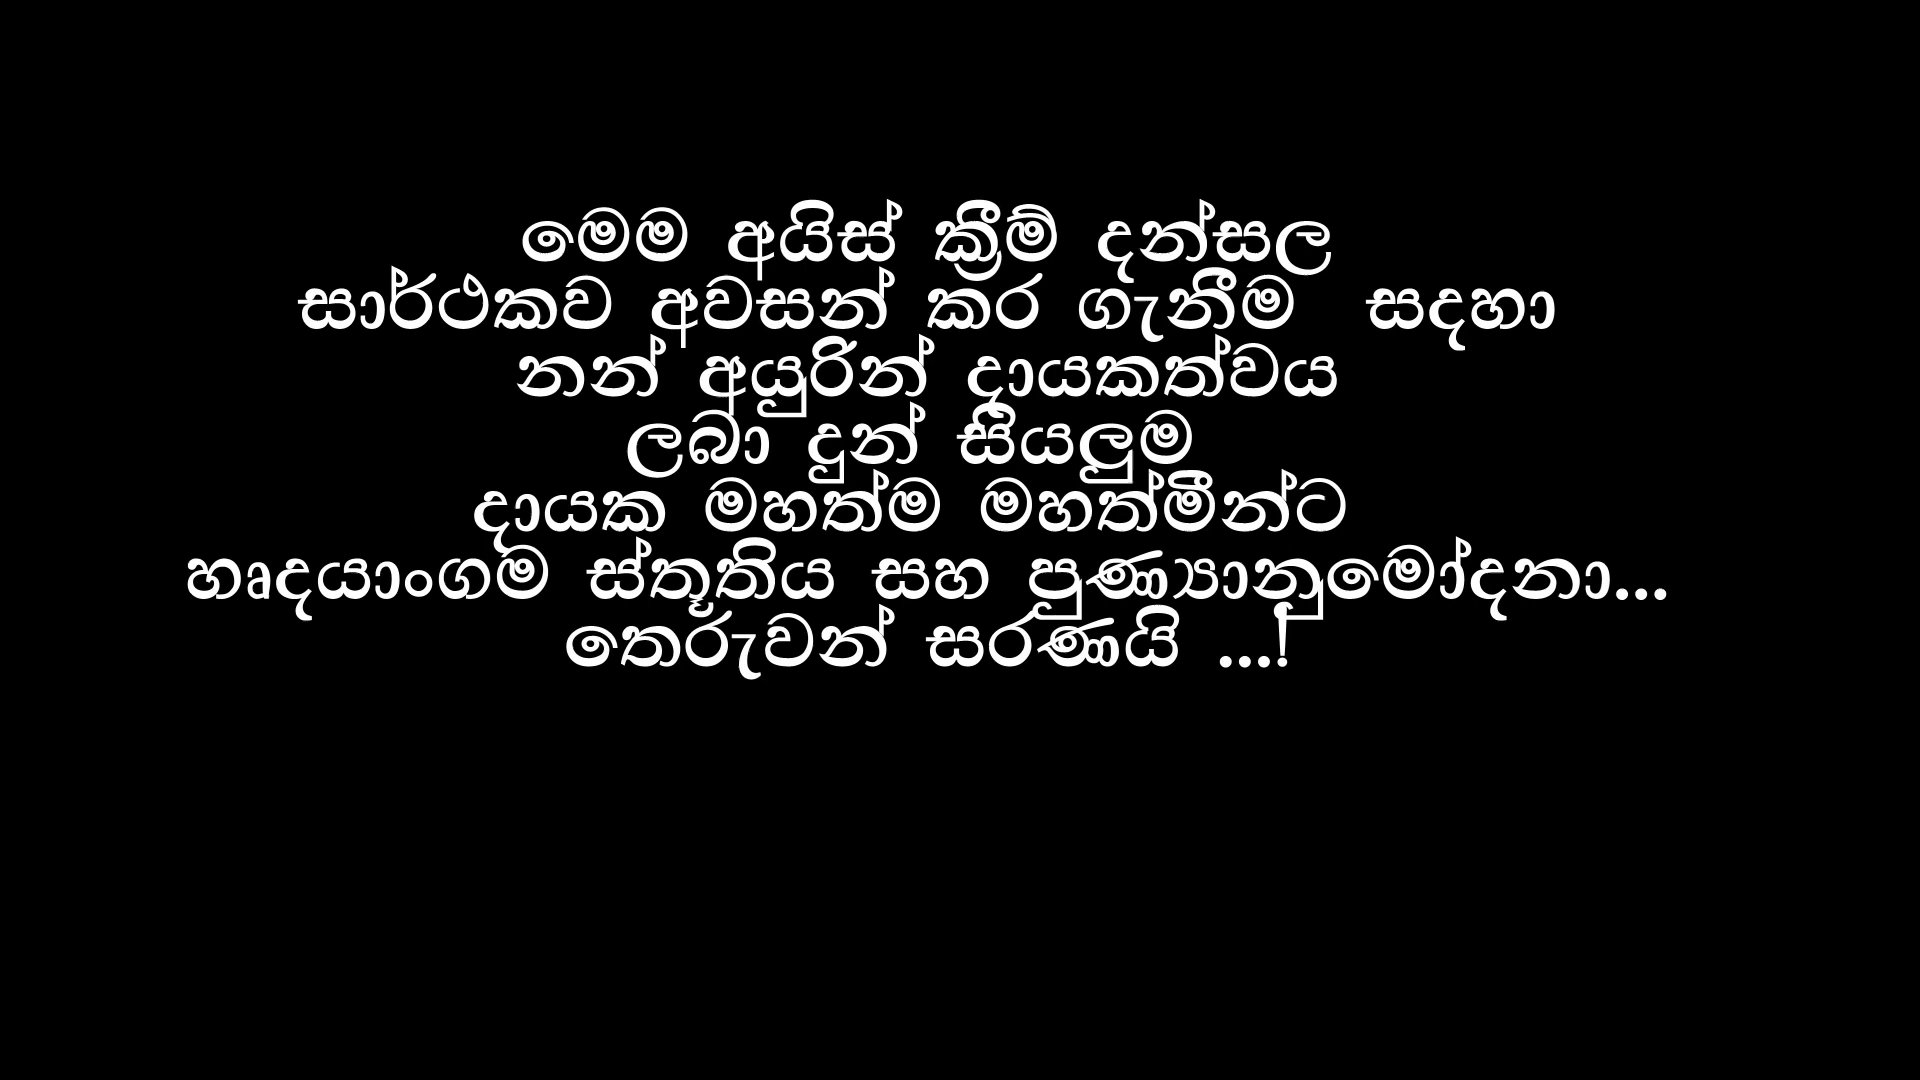 මෙම අයිස් ක්‍රීම් දන්සල
සාර්ථකව අවසන් කර ගැනීම සදහා
නන් අයුරින් දායකත්වය
ලබා දුන් සියලුම
දායක මහත්ම මහත්මීන්ට
හෘදයාංගම ස්තූතිය සහ පුණ්‍යානුමෝදනා...
තෙරුවන් සරණයි ...!